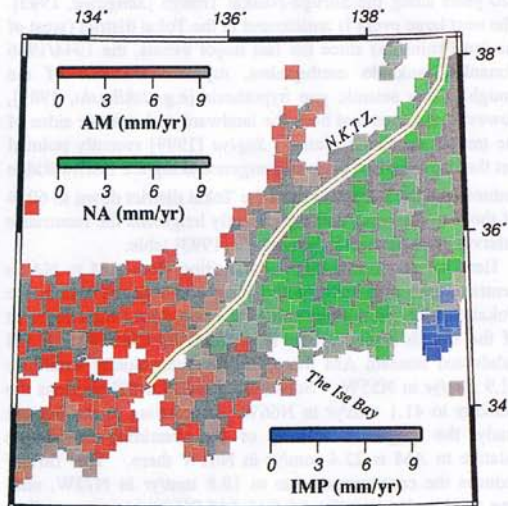 134° 136° 138°
38°
0 3 6 9
AM (mm/yr)
N.K.T.Z.
0 3 6 9
NA (mm/yr)
36°
The Ise Bay
34°
0 3 6 9
IMP (mm/yr)